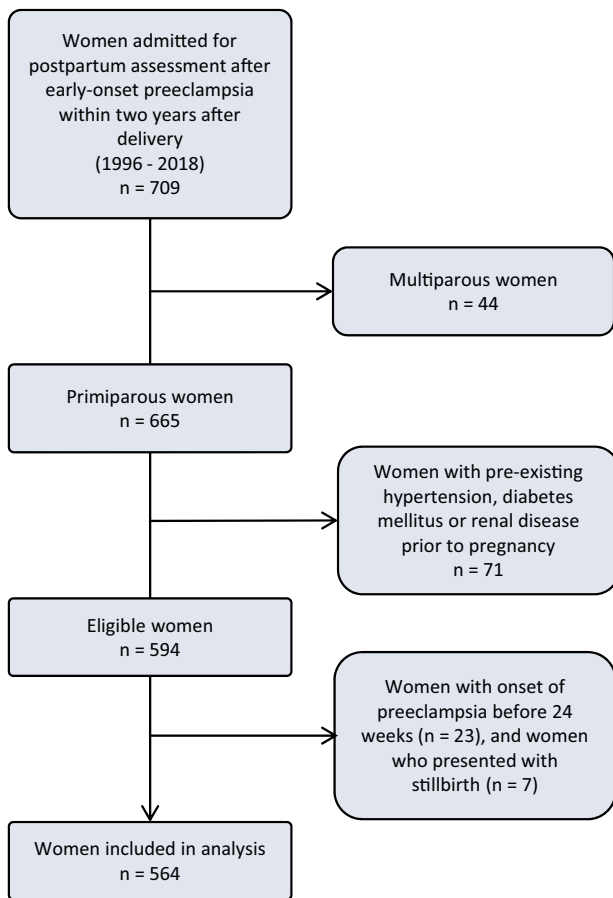 Women admitted for
postpartum assessment after
early-onset preeclampsia
within two years after
delivery
(1996 - 2018)
n = 709
Multiparous women
n = 44
Primiparous women
n = 665
Women with pre-existing
hypertension, diabetes
mellitus or renal disease
prior to pregnancy
n = 71
Eligible women
n = 594
Women with onset of
preeclampsia before 24
weeks (n = 23), and women
who presented with
stillbirth (n = 7)
Women included in analysis
n = 564